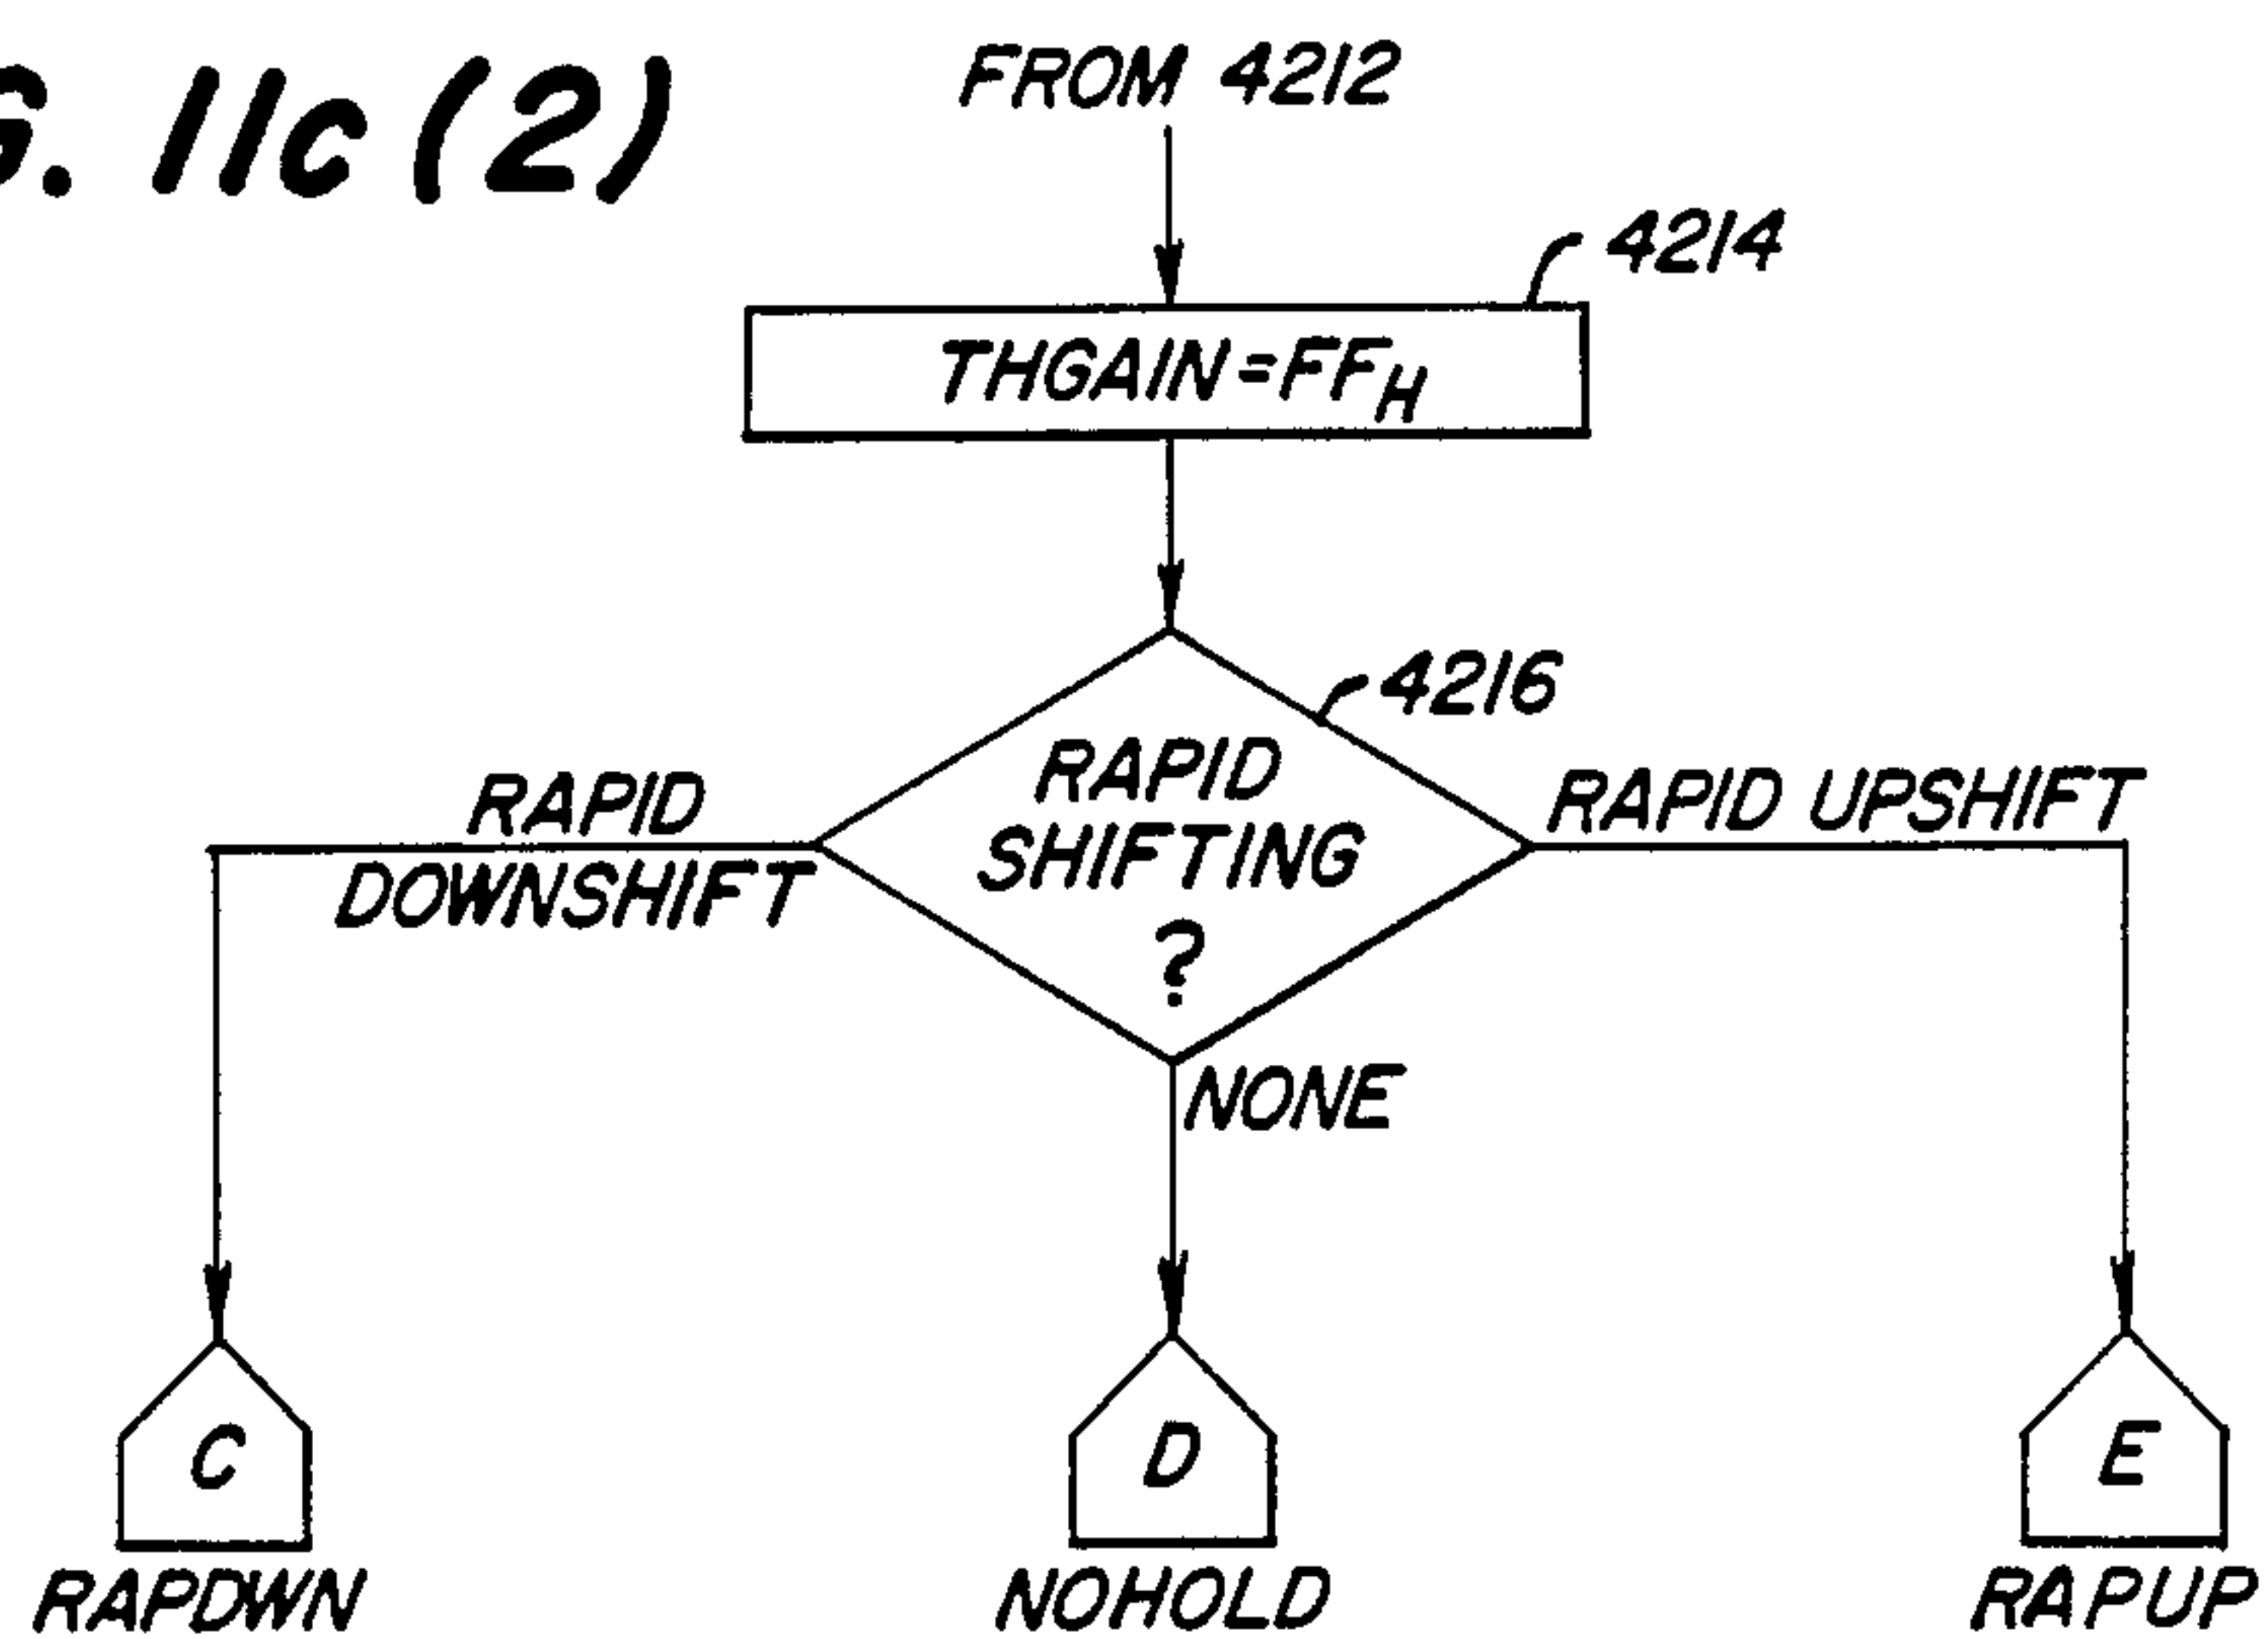 G. 11c (2)
FROM 4212
4214
THGAIN=FFH
4216
RAPID
SHIFTING
?
RAPID
DOWNSHIFT
RAPID UPSHIFT
NONE
C
D
E
RAPDWN
NOHOLD
RAPUP